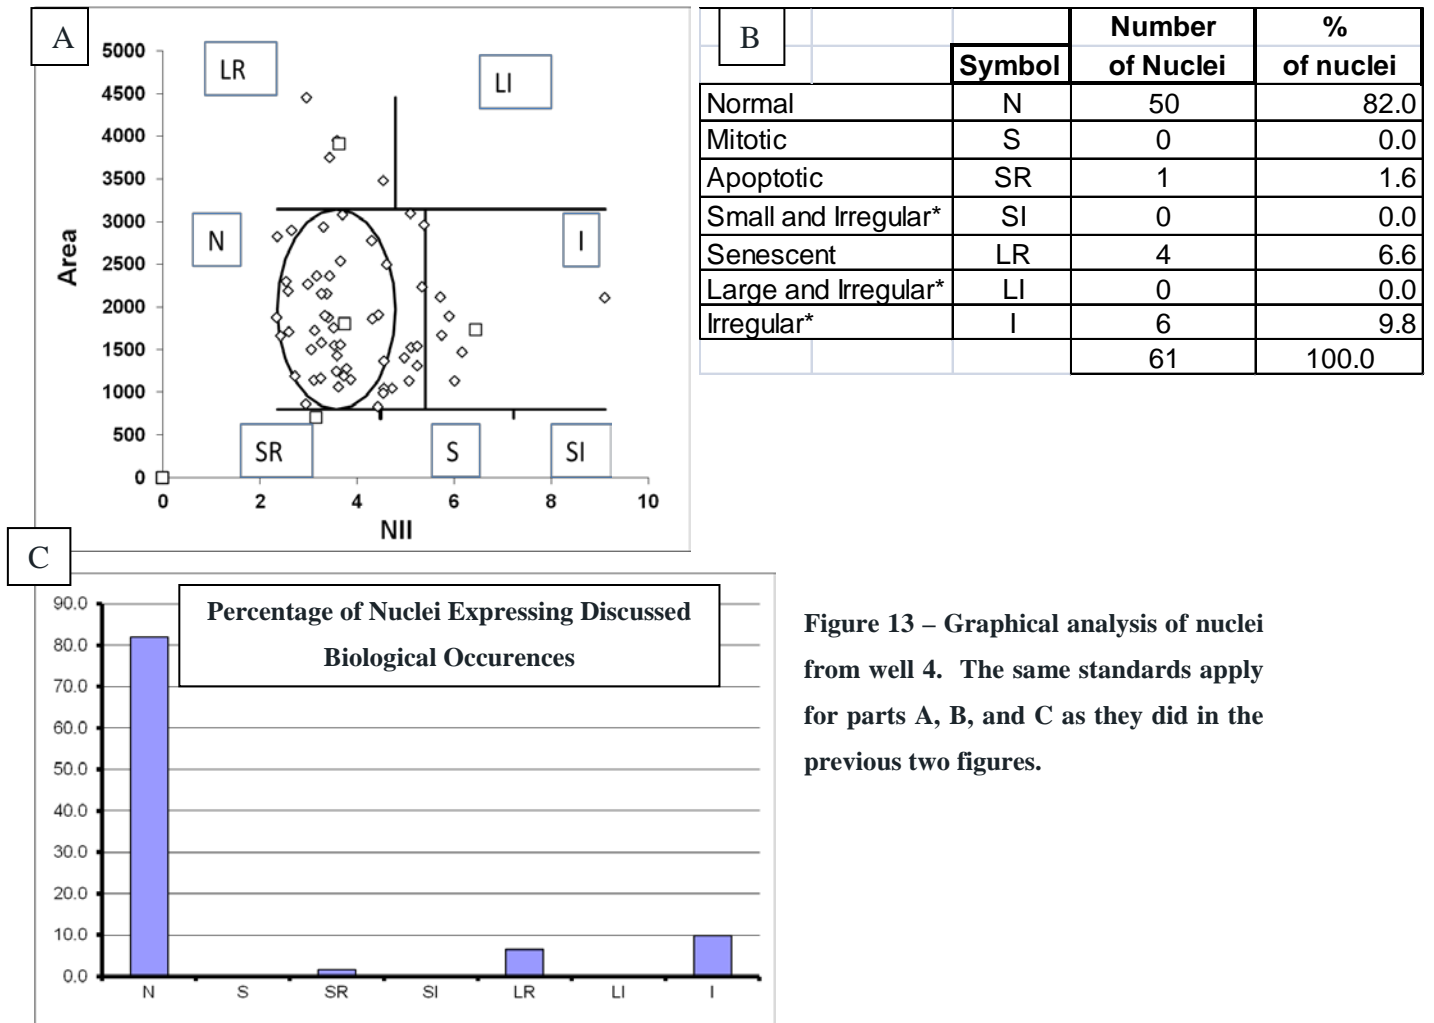 A
5000
4500
4000
3500
3000
2500
2000
1500
1000
500
0
Area
0 2 4 6 8 10
NII
LR
LI
N
I
SR
S
SI
B
Number %
Symbol of Nuclei of nuclei
Normal N 50 82.0
Mitotic S 0 0.0
Apoptotic SR 1 1.6
Small and Irregular* SI 0 0.0
Senescent LR 4 6.6
Large and Irregular* LI 0 0.0
Irregular* I 6 9.8
61 100.0
C
Percentage of Nuclei Expressing Discussed
Biological Occurences
90.0
80.0
70.0
60.0
50.0
40.0
30.0
20.0
10.0
0.0
N S SR SI LR LI I
Figure 13 – Graphical analysis of nuclei
from well 4. The same standards apply
for parts A, B, and C as they did in the
previous two figures.